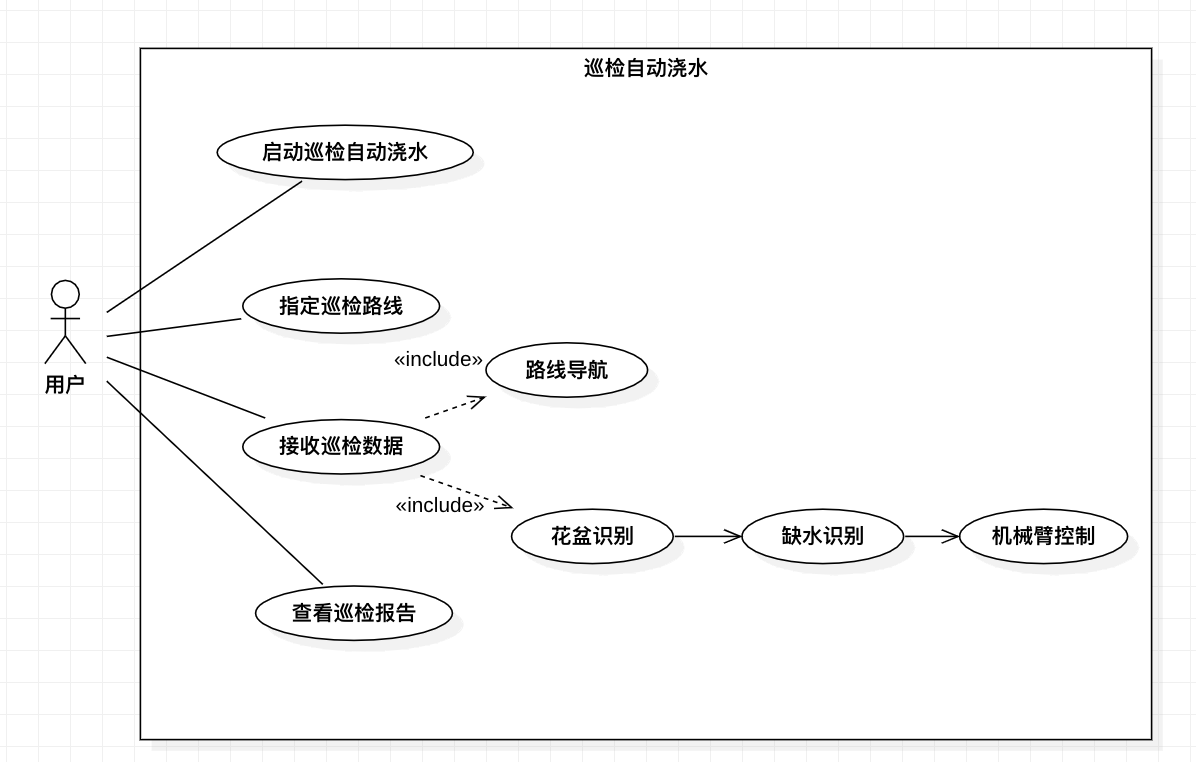 巡检自动浇水
启动巡检自动浇水
指定巡检路线
«include»
路线导航
用户
接收巡检数据
«include»
花盆识别
缺水识别
机械臂控制
查看巡检报告